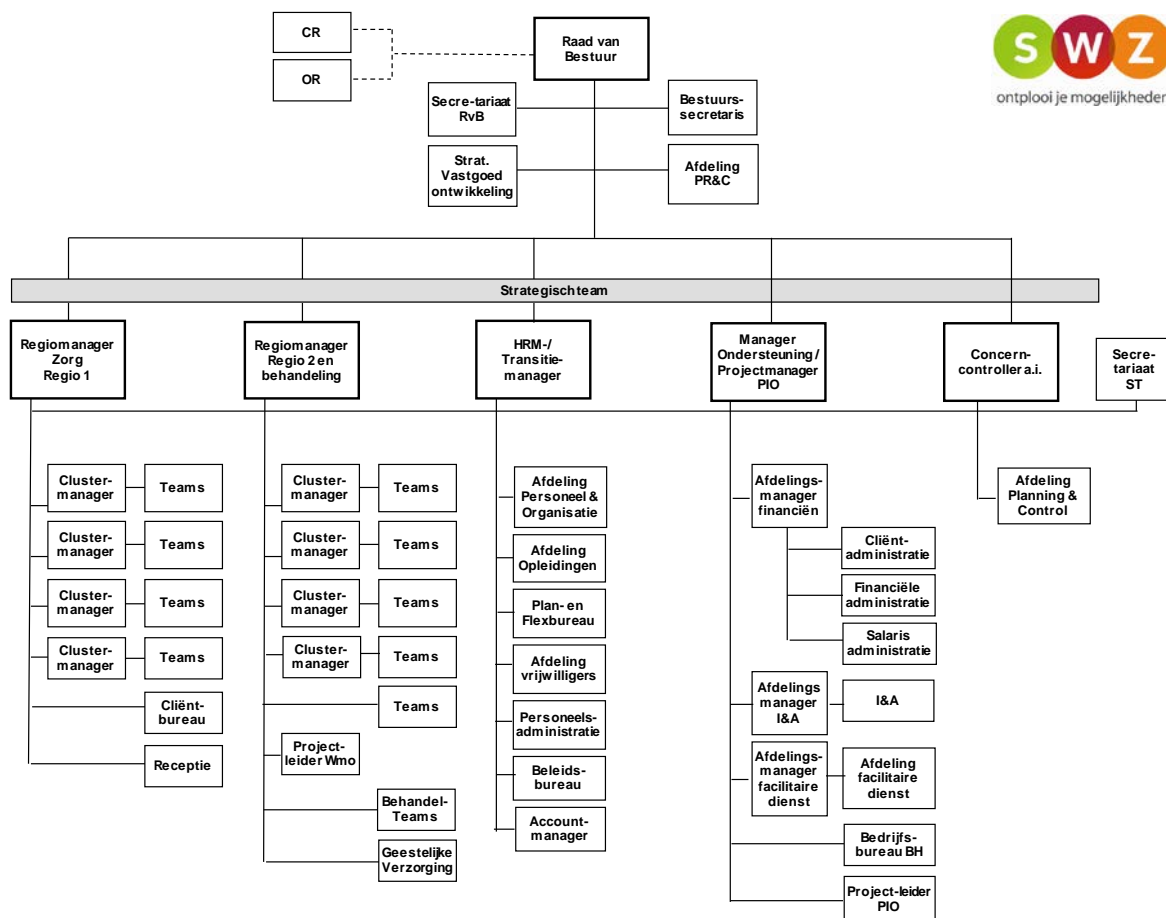 CR
OR
Raad van
Bestuur
SWZ
ontplooi je mogelijkheden
Secre-tariaat
RvB
Bestuurs-
secretaris
Strat.
Vastgoed
ontwikkeling
Afdeling
PR&C
Strategisch team
Regiomanager
Zorg
Regio 1
Regiomanager
Regio 2 en
behandeling
HRM-/
Transitie-
manager
Manager
Ondersteuning /
Projectmanager
PIO
Concern-
controller a.i.
Secre-
tariaat
ST
Cluster-
manager
Teams
Cluster-
manager
Teams
Cluster-
manager
Teams
Cluster-
manager
Teams
Cliënt-
bureau
Receptie
Cluster-
manager
Teams
Cluster-
manager
Teams
Cluster-
manager
Teams
Cluster-
manager
Teams
Teams
Project-
leider Wmo
Behandel-
Teams
Geestelijke
Verzorging
Afdeling
Personeel &
Organisatie
Afdeling
Opleidingen
Plan- en
Flexbureau
Afdeling
vrijwilligers
Personeels-
administratie
Beleids-
bureau
Account-
manager
Afdelings-
manager
financiën
Cliënt-
administratie
Financiële
administratie
Salaris
administratie
Afdelings
manager
I&A
I&A
Afdelings-
manager
facilitaire
dienst
Afdeling
facilitaire
dienst
Bedrijfs-
bureau BH
Project-leider
PIO
Afdeling
Planning &
Control